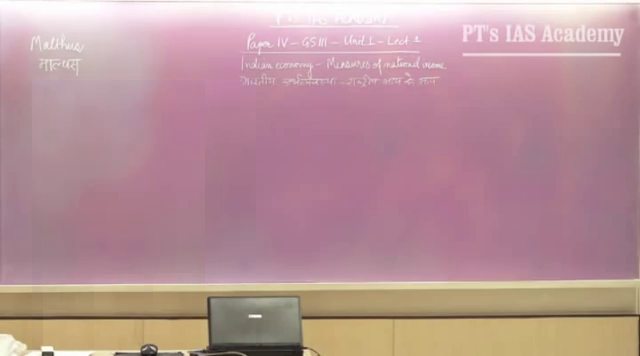 PT's IAS Academy
Malthus
माल्थस
Paper IV - GS III - Unit 1 - Lect 1
Indian economy - Measures of national income
भारतीय अर्थव्यवस्था - राष्ट्रीय आय के माप